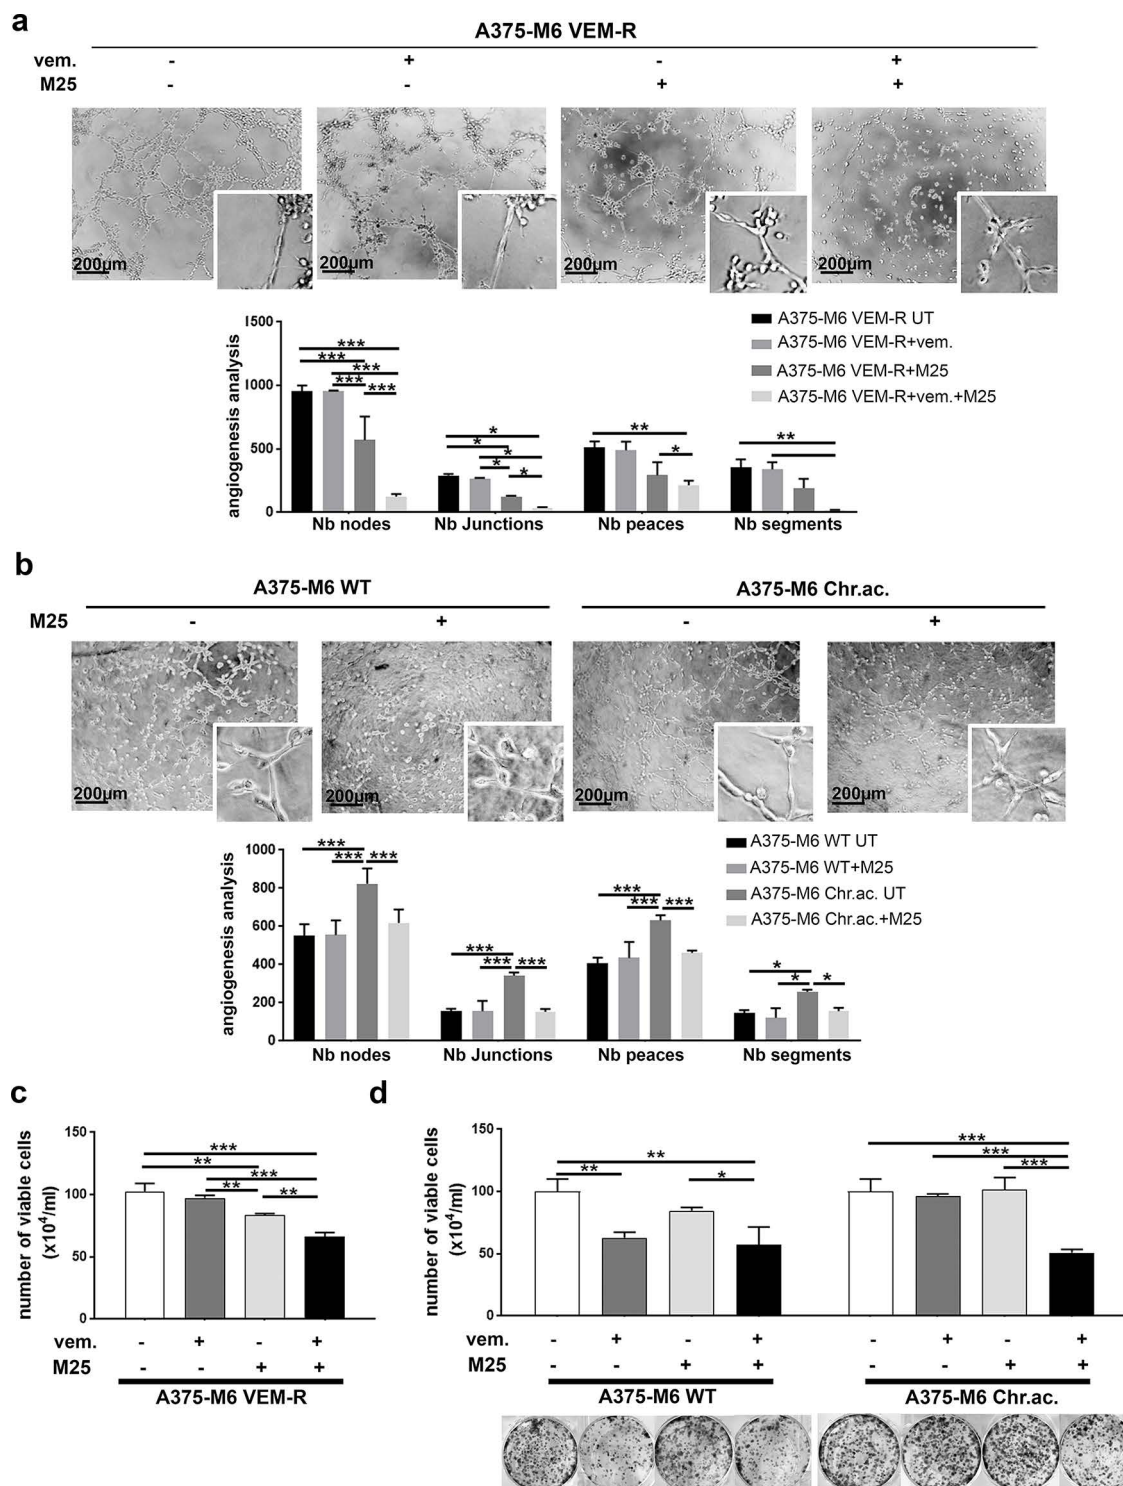 a
A375-M6 VEM-R
vem. - + - +
M25 - - + +
200µm 200µm 200µm 200µm
1500
1000
500
0
angiogenesis analysis
*** *** *** *** ***
* * * * *
** *
**
A375-M6 VEM-R UT
A375-M6 VEM-R+vem.
A375-M6 VEM-R+M25
A375-M6 VEM-R+vem.+M25
Nb nodes Nb Junctions Nb peaces Nb segments
b
A375-M6 WT A375-M6 Chr.ac.
M25 - + - +
200µm 200µm 200µm 200µm
1000
800
600
400
200
0
angiogenesis analysis
*** *** ***
*** *** ***
*** *** ***
* * *
A375-M6 WT UT
A375-M6 WT+M25
A375-M6 Chr.ac. UT
A375-M6 Chr.ac.+M25
Nb nodes Nb Junctions Nb peaces Nb segments
c
number of viable cells
(x10⁴/ml)
150
100
50
0
***
**
***
** **
vem. - + - +
M25 - - + +
A375-M6 VEM-R
d
number of viable cells
(x10⁴/ml)
150
100
50
0
**
** *
***
***
***
vem. - + - + - + - +
M25 - - + + - - + +
A375-M6 WT A375-M6 Chr.ac.